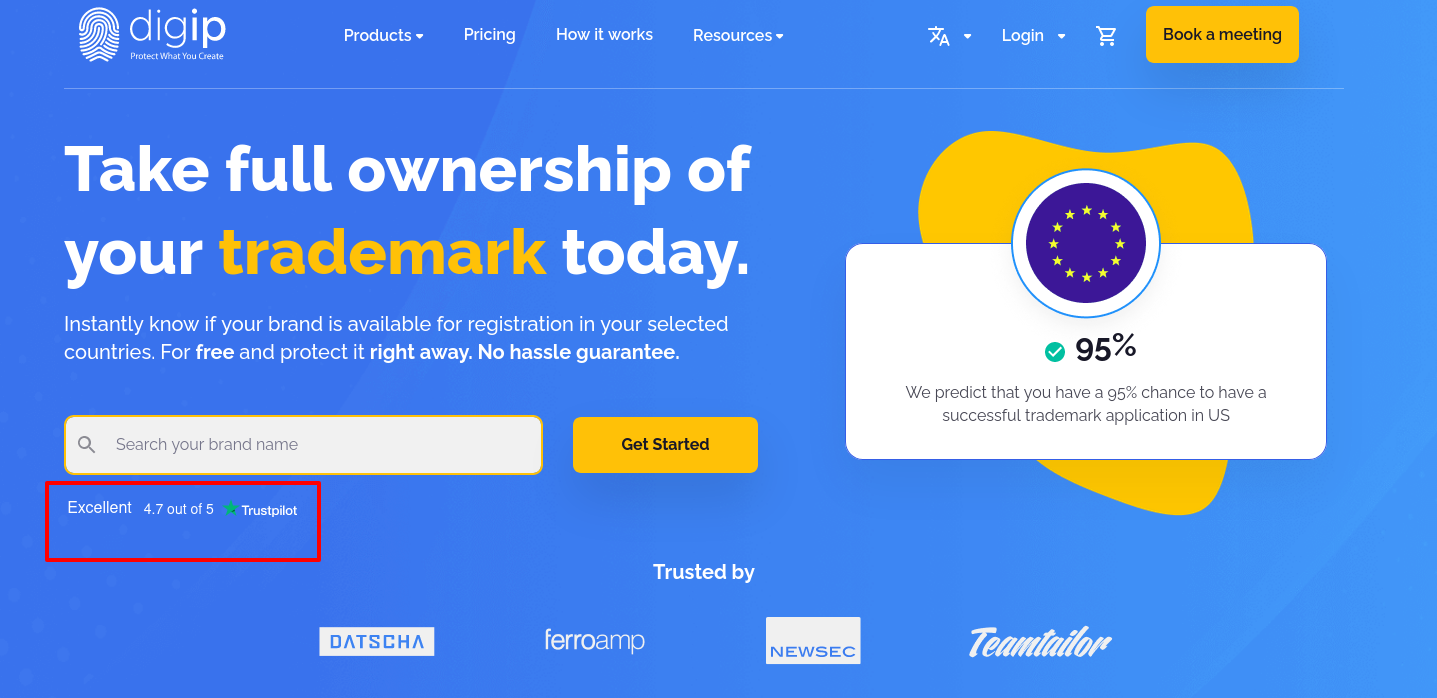 digip
Protect What You Create
Products
Pricing
How it works
Resources
Login
Book a meeting
Take full ownership of
your trademark today.
Instantly know if your brand is available for registration in your selected
countries. For free and protect it right away. No hassle guarantee.
Search your brand name
Get Started
Excellent 4.7 out of 5 Trustpilot
95%
We predict that you have a 95% chance to have a
successful trademark application in US
Trusted by
DATSCHA
ferroamp
NEWSEC
Teamtailor